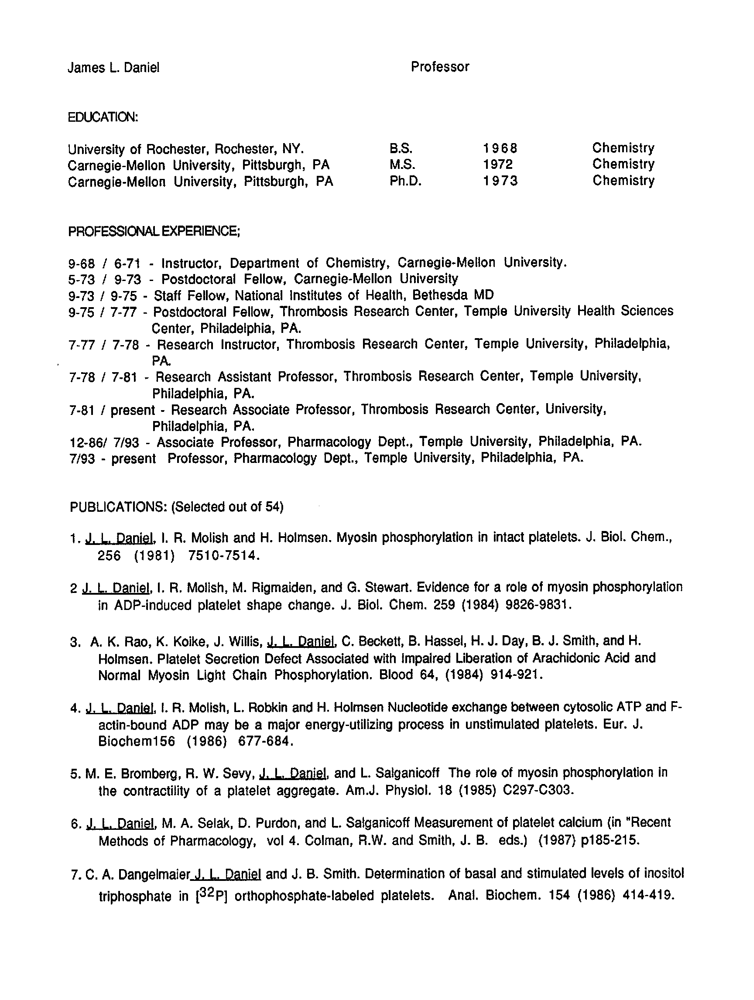 James L. Daniel Professor
EDUCATION:
University of Rochester, Rochester, NY. B.S. 1968 Chemistry
Carnegie-Mellon University, Pittsburgh, PA M.S. 1972 Chemistry
Carnegie-Mellon University, Pittsburgh, PA Ph.D. 1973 Chemistry
PROFESSIONAL EXPERIENCE;
9-68 / 6-71 - Instructor, Department of Chemistry, Carnegie-Mellon University.
5-73 / 9-73 - Postdoctoral Fellow, Carnegie-Mellon University
9-73 / 9-75 - Staff Fellow, National Institutes of Health, Bethesda MD
9-75 / 7-77 - Postdoctoral Fellow, Thrombosis Research Center, Temple University Health Sciences
Center, Philadelphia, PA.
7-77 / 7-78 - Research Instructor, Thrombosis Research Center, Temple University, Philadelphia,
PA.
7-78 / 7-81 - Research Assistant Professor, Thrombosis Research Center, Temple University,
Philadelphia, PA.
7-81 / present - Research Associate Professor, Thrombosis Research Center, University,
Philadelphia, PA.
12-86/ 7/93 - Associate Professor, Pharmacology Dept., Temple University, Philadelphia, PA.
7/93 - present Professor, Pharmacology Dept., Temple University, Philadelphia, PA.
PUBLICATIONS: (Selected out of 54)
1. J. L. Daniel, I. R. Molish and H. Holmsen. Myosin phosphorylation in intact platelets. J. Biol. Chem.,
256 (1981) 7510-7514.
2 J. L. Daniel, I. R. Molish, M. Rigmaiden, and G. Stewart. Evidence for a role of myosin phosphorylation
in ADP-induced platelet shape change. J. Biol. Chem. 259 (1984) 9826-9831.
3. A. K. Rao, K. Koike, J. Willis, J. L. Daniel, C. Beckett, B. Hassel, H. J. Day, B. J. Smith, and H.
Holmsen. Platelet Secretion Defect Associated with Impaired Liberation of Arachidonic Acid and
Normal Myosin Light Chain Phosphorylation. Blood 64, (1984) 914-921.
4. J. L. Daniel, I. R. Molish, L. Robkin and H. Holmsen Nucleotide exchange between cytosolic ATP and F-
actin-bound ADP may be a major energy-utilizing process in unstimulated platelets. Eur. J.
Biochem156 (1986) 677-684.
5. M. E. Bromberg, R. W. Sevy, J. L. Daniel, and L. Salganicoff The role of myosin phosphorylation in
the contractility of a platelet aggregate. Am.J. Physiol. 18 (1985) C297-C303.
6. J. L. Daniel, M. A. Selak, D. Purdon, and L. Salganicoff Measurement of platelet calcium (in "Recent
Methods of Pharmacology, vol 4. Colman, R.W. and Smith, J. B. eds.) (1987) p185-215.
7. C. A. Dangelmaier J. L. Daniel and J. B. Smith. Determination of basal and stimulated levels of inositol
triphosphate in [32P] orthophosphate-labeled platelets. Anal. Biochem. 154 (1986) 414-419.